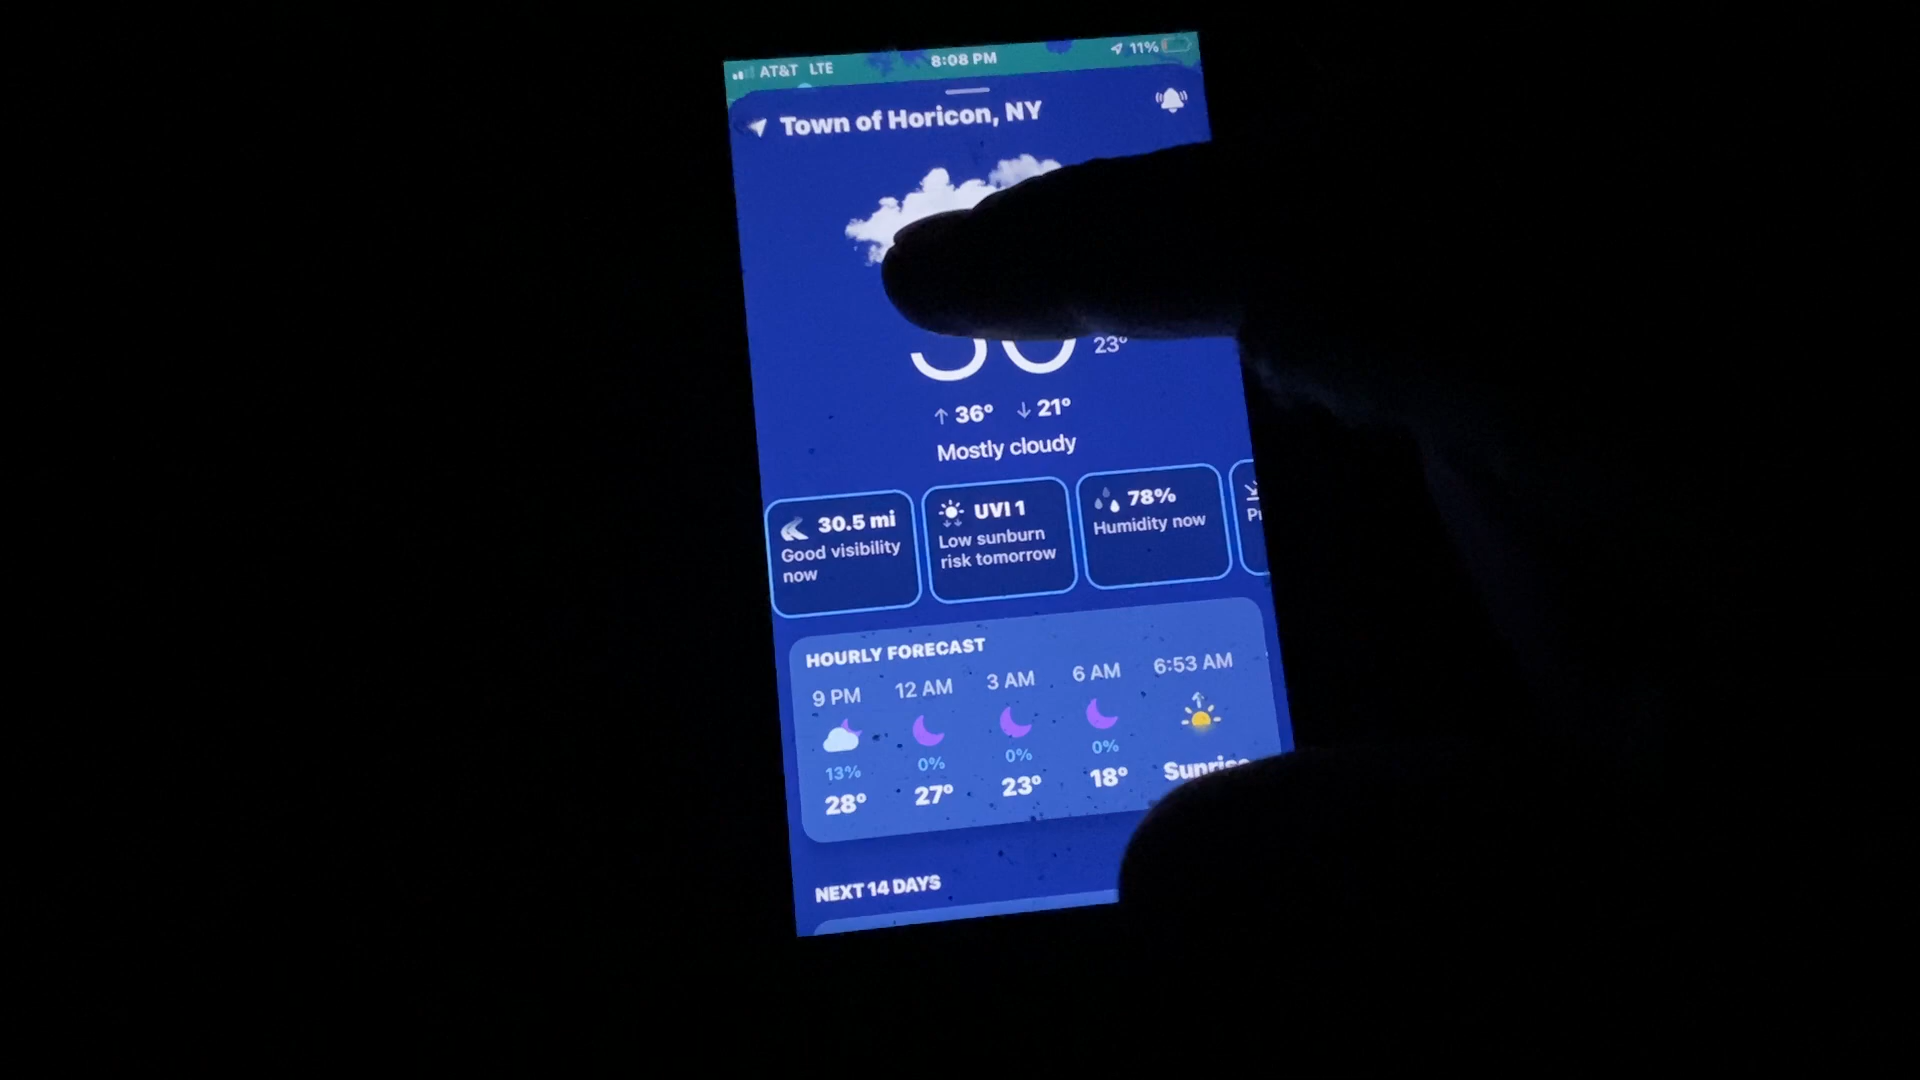 AT&T LTE 8:08 PM 11%
Town of Horicon, NY
23°
↑ 36° ↓ 21°
Mostly cloudy
30.5 mi
Good visibility
now
UVI 1
Low sunburn
risk tomorrow
78%
Humidity now
HOURLY FORECAST
9 PM 12 AM 3 AM 6 AM 6:53 AM
13% 0% 0% 0%
28° 27° 23° 18° Sunrise
NEXT 14 DAYS